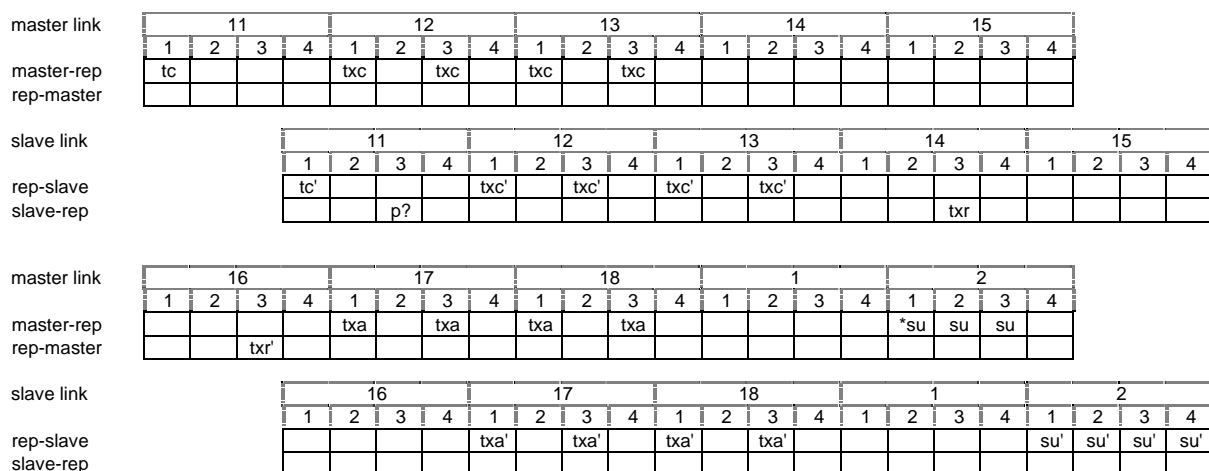 master link 11 12 13 14 15
1 2 3 4 1 2 3 4 1 2 3 4 1 2 3 4 1 2 3 4
master-rep tc txc txc txc txc
rep-master
slave link 11 12 13 14 15
1 2 3 4 1 2 3 4 1 2 3 4 1 2 3 4 1 2 3 4
rep-slave tc' txc' txc' txc' txc'
slave-rep p? txr
master link 16 17 18 1 2
1 2 3 4 1 2 3 4 1 2 3 4 1 2 3 4 1 2 3 4
master-rep txa txa txa txa *su su su
rep-master txr'
slave link 16 17 18 1 2
1 2 3 4 1 2 3 4 1 2 3 4 1 2 3 4 1 2 3 4
rep-slave txa' txa' txa' txa' su' su' su' su'
slave-rep